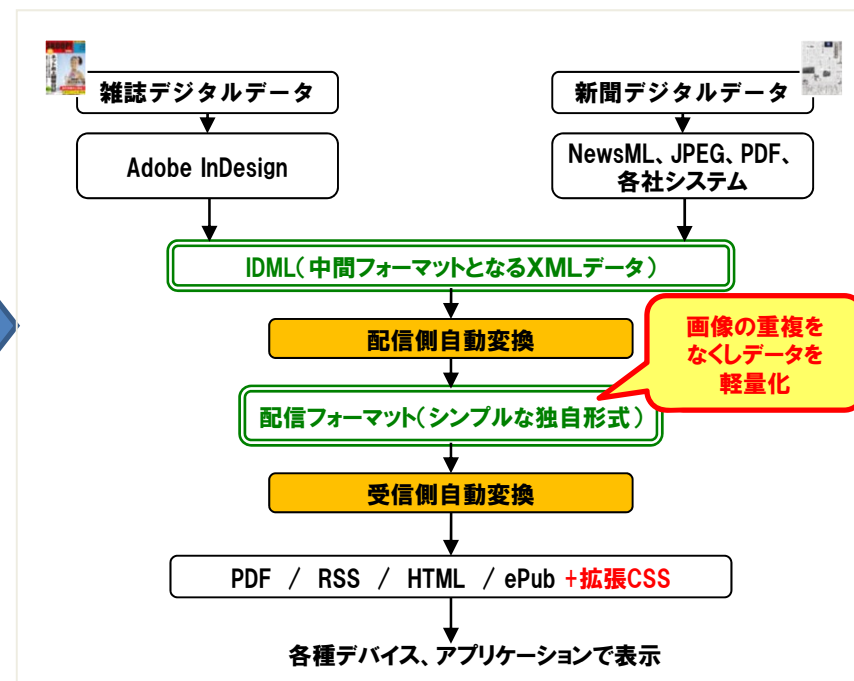 雑誌デジタルデータ
新聞デジタルデータ
Adobe InDesign
NewsML、JPEG、PDF、
各社システム
IDML(中間フォーマットとなるXMLデータ)
配信側自動変換
画像の重複を
なくしデータを
軽量化
配信フォーマット(シンプルな独自形式)
受信側自動変換
PDF / RSS / HTML / ePub +拡張CSS
各種デバイス、アプリケーションで表示